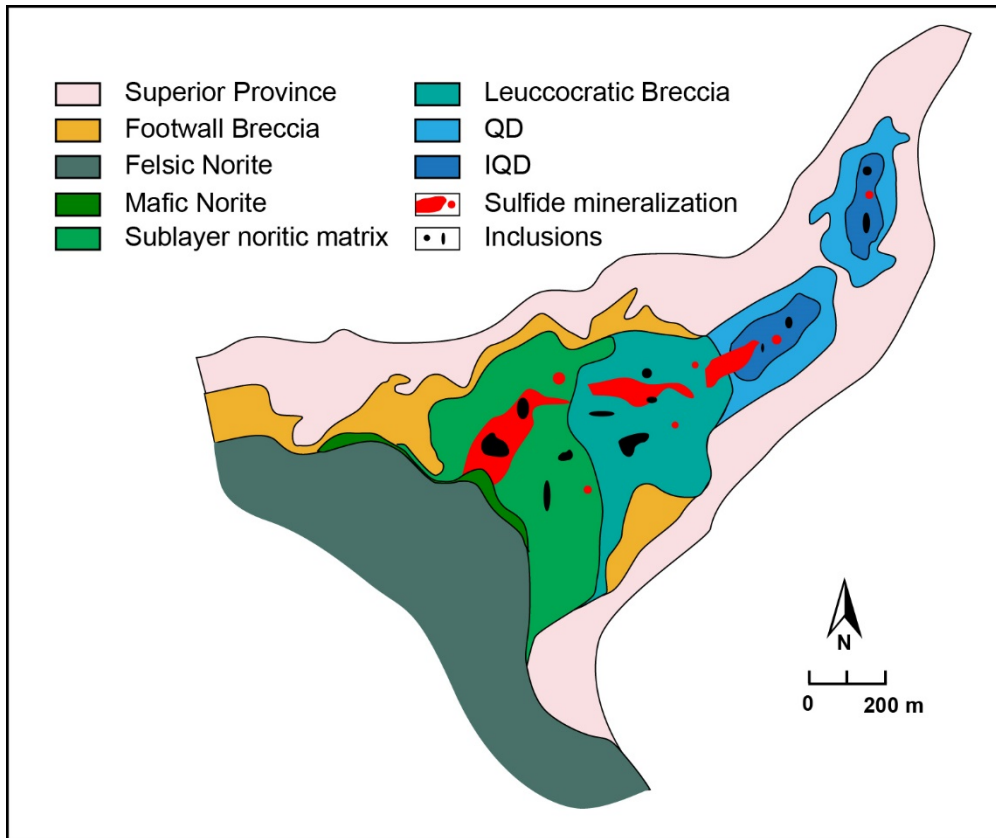 Superior Province
Footwall Breccia
Felsic Norite
Mafic Norite
Sublayer noritic matrix
Leuccocratic Breccia
QD
IQD
Sulfide mineralization
Inclusions
N
0 200 m